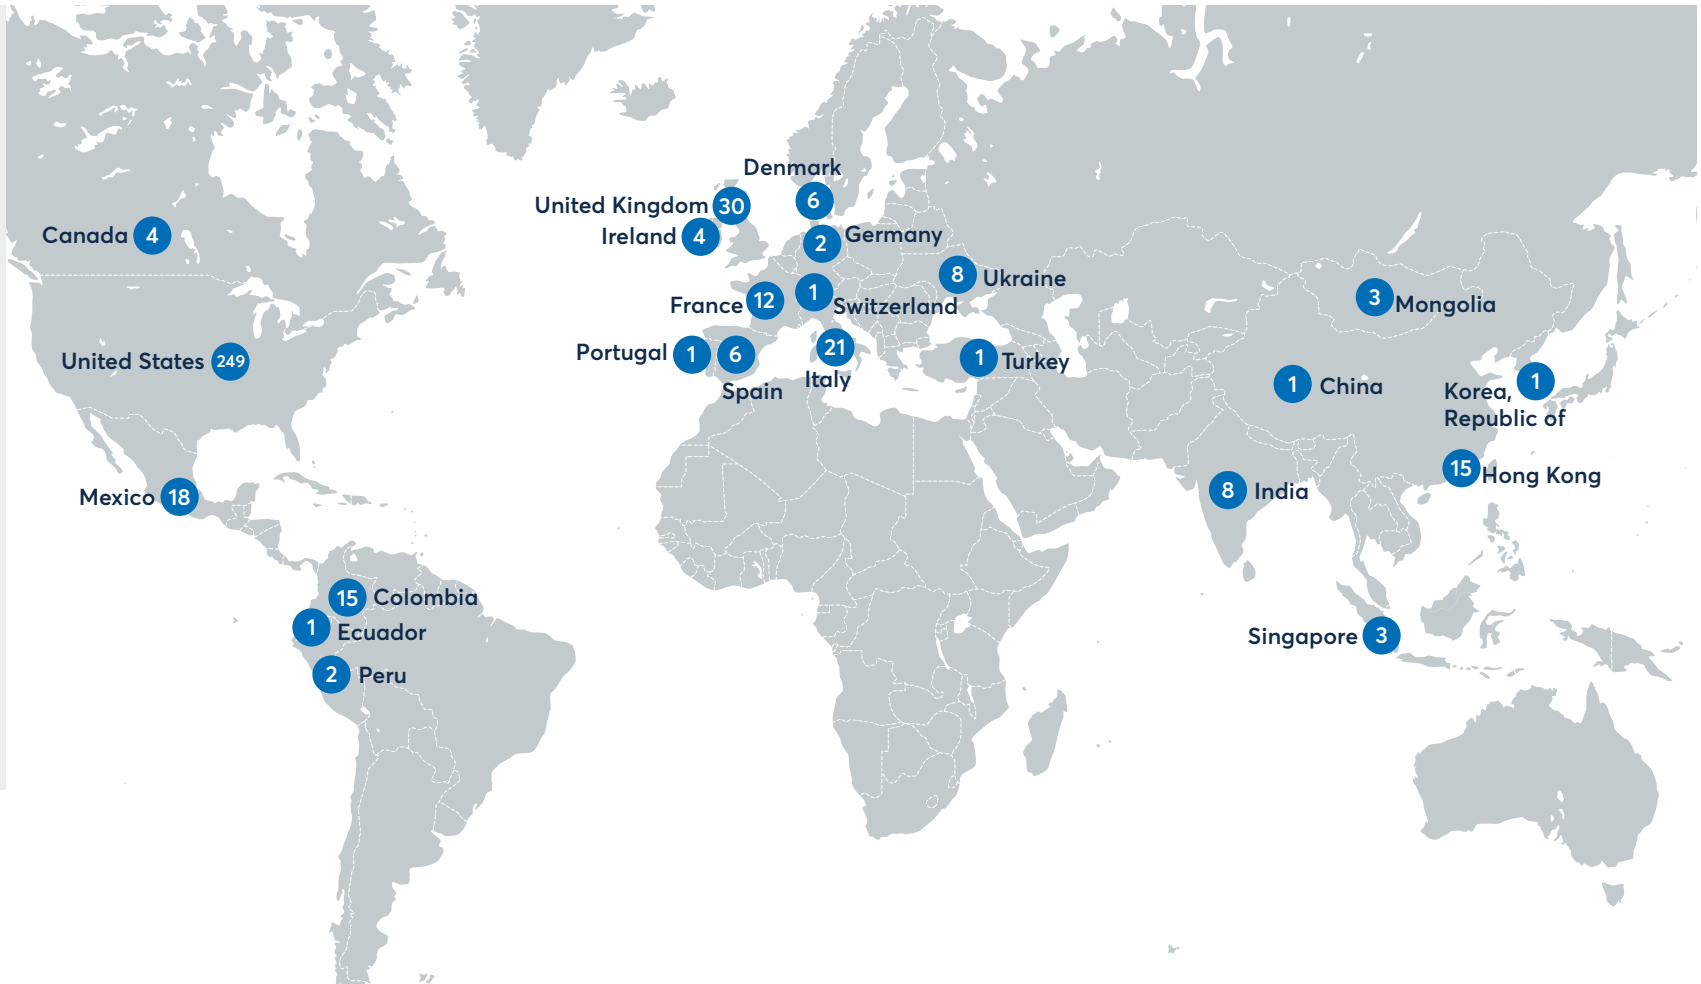 Denmark
6
United Kingdom 30
Ireland 4
2 Germany
Canada 4
8 Ukraine
France 12
1 Switzerland
3 Mongolia
United States 249
Portugal 1
6
Spain
21
Italy
1 Turkey
1 China
1
Korea,
Republic of
15 Hong Kong
Mexico 18
8 India
15 Colombia
1 Ecuador
2 Peru
Singapore 3